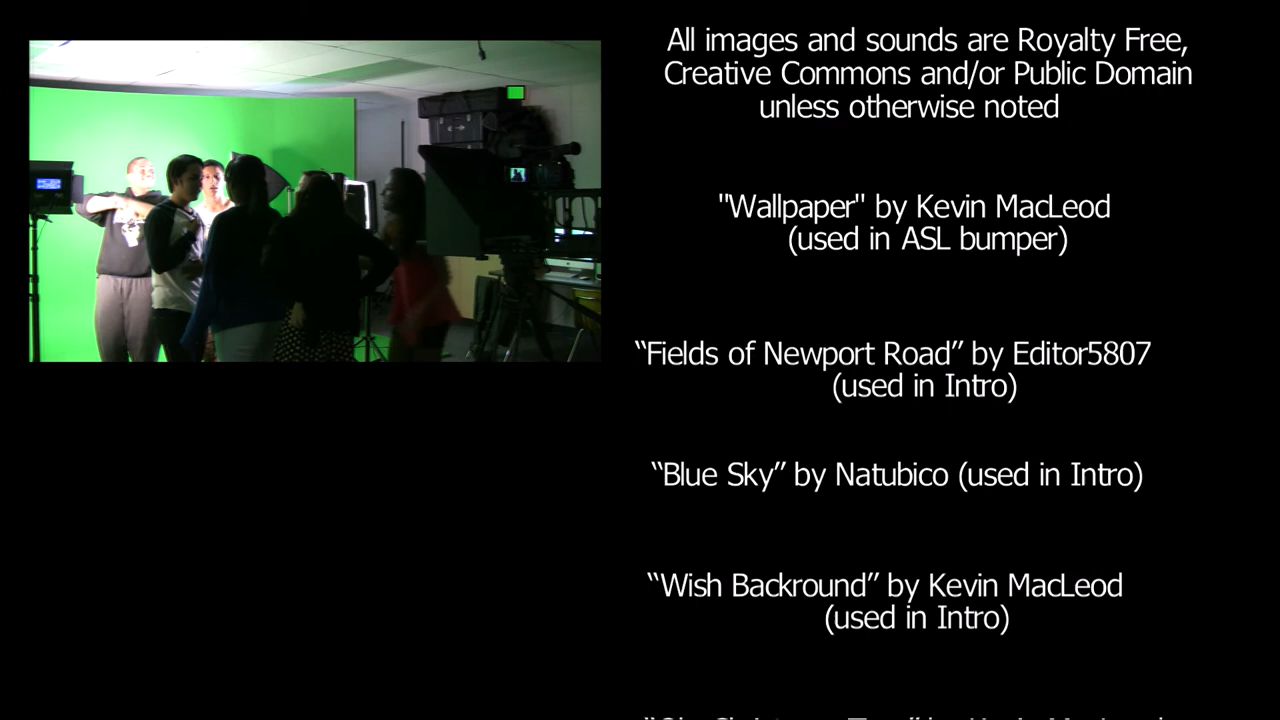 All images and sounds are Royalty Free,
Creative Commons and/or Public Domain
unless otherwise noted
"Wallpaper" by Kevin MacLeod
(used in ASL bumper)
“Fields of Newport Road” by Editor5807
(used in Intro)
“Blue Sky” by Natubico (used in Intro)
“Wish Backround” by Kevin MacLeod
(used in Intro)